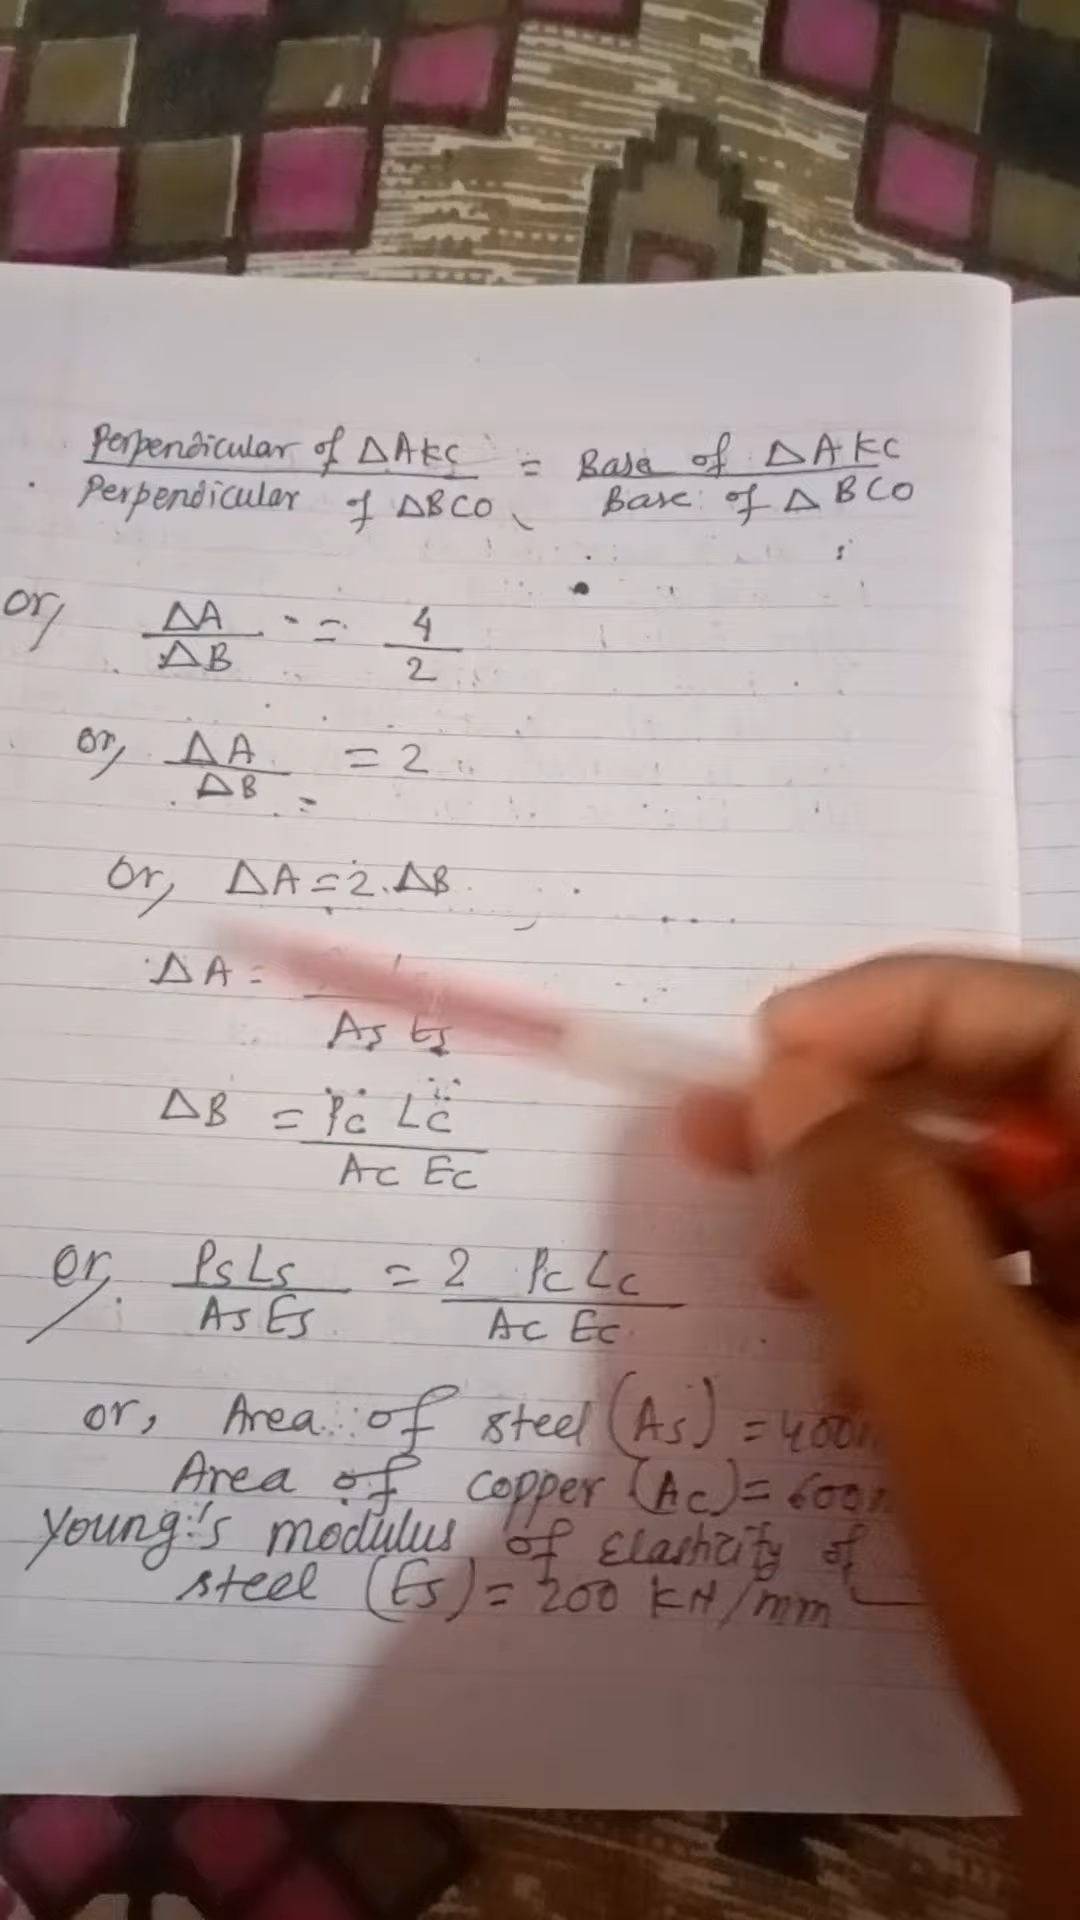 Perpendicular of ΔAKC = Base of ΔAKC
Perpendicular of ΔBCO Base of ΔBCO
or, ΔA = 4
ΔB 2
or, ΔA = 2
ΔB =
or, ΔA = 2.ΔB
ΔA =
As Es
ΔB = Pc Lc
Ac Ec
or, Ps Ls = 2 Pc Lc
As Es Ac Ec
or, Area of steel (As) = 400
Area of copper (Ac) = 600
Young's modulus of Elasticity of
steel (Es) = 200 KN/mm